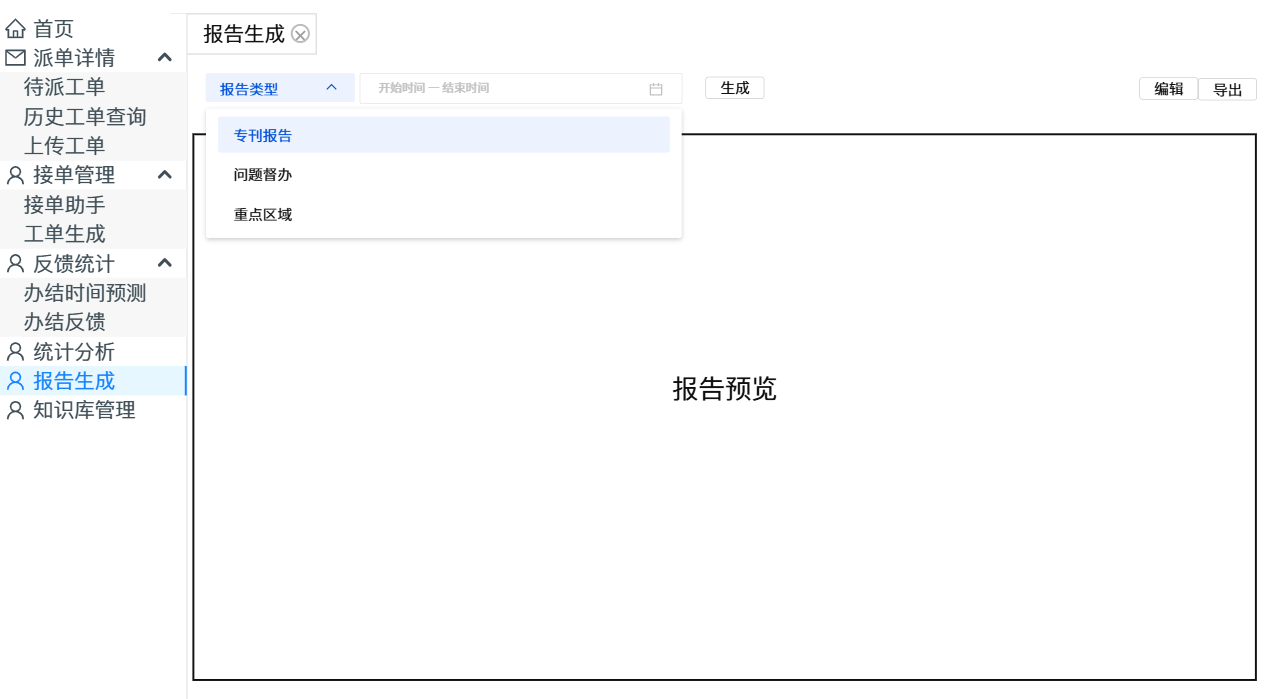 首页
派单详情
待派工单
历史工单查询
上传工单
接单管理
接单助手
工单生成
反馈统计
办结时间预测
办结反馈
统计分析
报告生成
知识库管理
报告生成
报告类型
开始时间 — 结束时间
生成
编辑
导出
专刊报告
问题督办
重点区域
报告预览